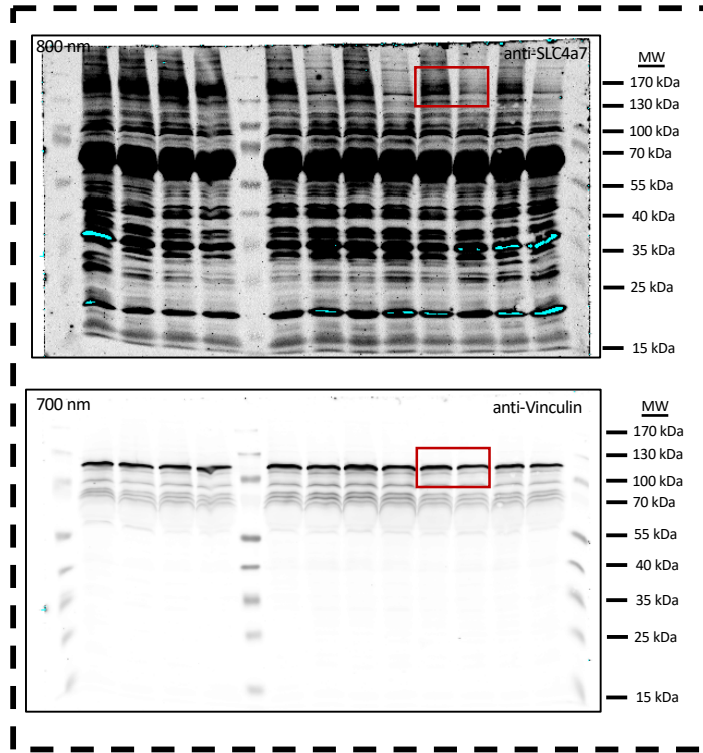 800 nm
anti-SLC4a7
MW
170 kDa
130 kDa
100 kDa
70 kDa
55 kDa
40 kDa
35 kDa
25 kDa
15 kDa
700 nm
anti-Vinculin
MW
170 kDa
130 kDa
100 kDa
70 kDa
55 kDa
40 kDa
35 kDa
25 kDa
15 kDa